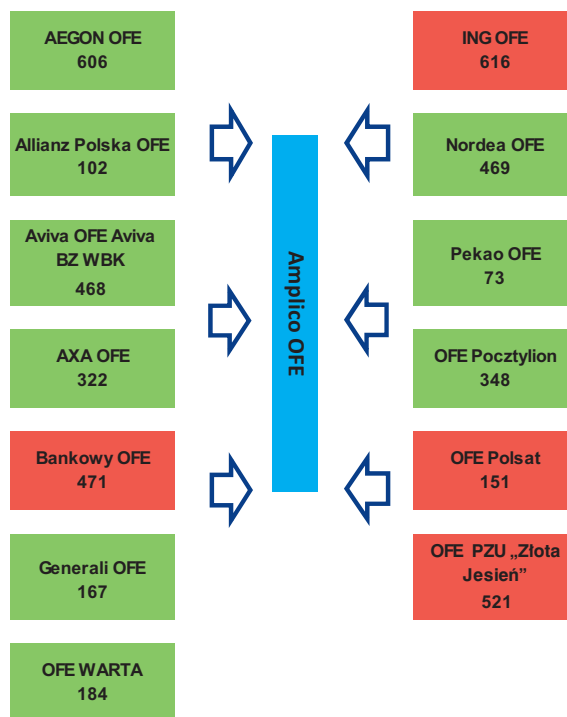 AEGON OFE
606
Allianz Polska OFE
102
Aviva OFE Aviva
BZ WBK
468
AXA OFE
322
Bankowy OFE
471
Generali OFE
167
OFE WARTA
184
Amplico OFE
ING OFE
616
Nordea OFE
469
Pekao OFE
73
OFE Pocztylion
348
OFE Polsat
151
OFE PZU „Złota
Jesień”
521